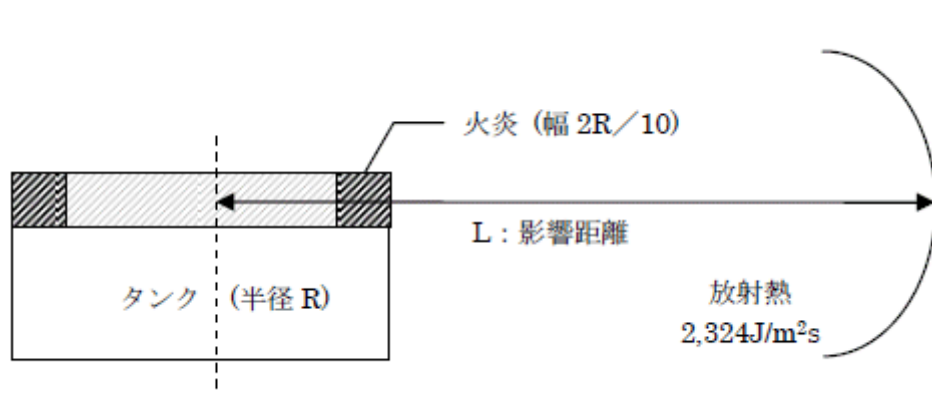 火炎 (幅 2R／10)
L：影響距離
タンク (半径 R)
放射熱
2,324J/m²s